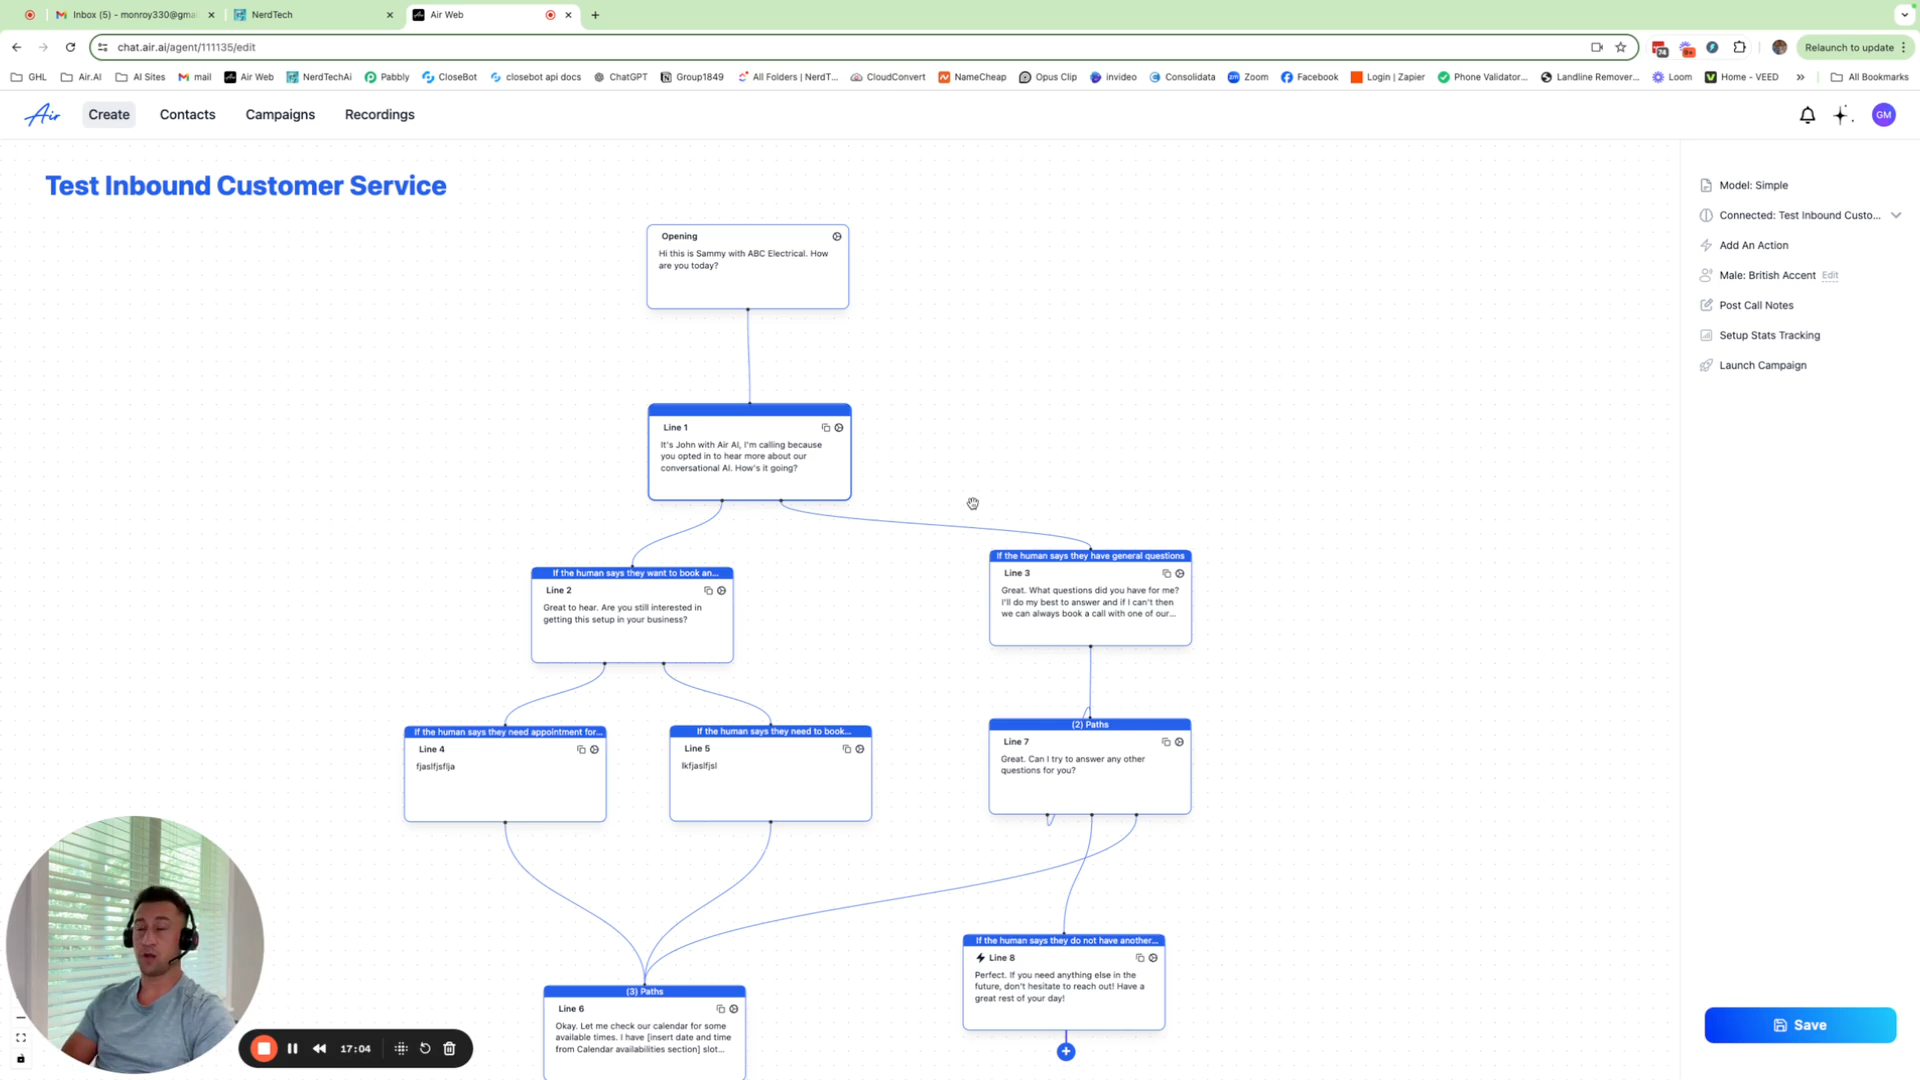 Inbox (5) - monroy330@gma
NerdTech
Air Web
chat.air.ai/agent/111135/edit
Relaunch to update
GHL
Air.AI
AI Sites
mail
Air Web
NerdTechAi
Pabbly
CloseBot
closebot api docs
ChatGPT
Group1849
All Folders | NerdT...
CloudConvert
NameCheap
Opus Clip
invideo
Consolidata
Zoom
Facebook
Login | Zapier
Phone Validator...
Landline Remover...
Loom
Home - VEED
All Bookmarks
Air
Create
Contacts
Campaigns
Recordings
GM
Test Inbound Customer Service
Model: Simple
Connected: Test Inbound Custo...
Add An Action
Male: British Accent Edit
Post Call Notes
Setup Stats Tracking
Launch Campaign
Opening
Hi this is Sammy with ABC Electrical. How
are you today?
Line 1
It's John with Air AI, I'm calling because
you opted in to hear more about our
conversational AI. How's it going?
If the human says they want to book an...
Line 2
Great to hear. Are you still interested in
getting this setup in your business?
If the human says they have general questions
Line 3
Great. What questions did you have for me?
I'll do my best to answer and if I can't then
we can always book a call with one of our...
If the human says they need appointment for...
Line 4
fjaslfjsflja
If the human says they need to book...
Line 5
lkfjaslfjsl
(2) Paths
Line 7
Great. Can I try to answer any other
questions for you?
If the human says they do not have another...
Line 8
Perfect. If you need anything else in the
future, don't hesitate to reach out! Have a
great rest of your day!
(3) Paths
Line 6
Okay. Let me check our calendar for some
available times. I have [insert date and time
from Calendar availabilities section] slot...
17:04
Save